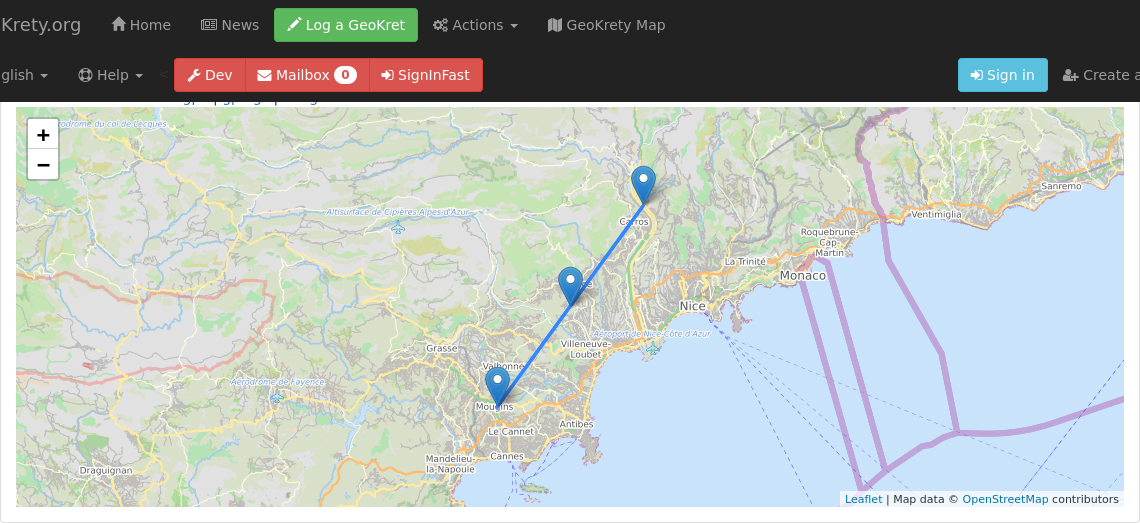 Krety.org Home News Log a GeoKret Actions GeoKrety Map
glish Help < Dev Mailbox 0 SignInFast Sign in Create a
+
−
rodrome du col de Lècques
Sanremo
Altisurface de Cipières Alpes d'Azur
Carros
Ventimiglia
Roquebrune-
Cap-
Martin
La Trinité
Monaco
Nice
Aéroport de Nice-Côte d'Azur
Grasse
Villeneuve-
Loubet
Valbonne
Aérodrome de Fayence
Mougins
Antibes
Le Cannet
Cannes
Mandelieu-
la-Napoule
Draguignan
Leaflet | Map data © OpenStreetMap contributors